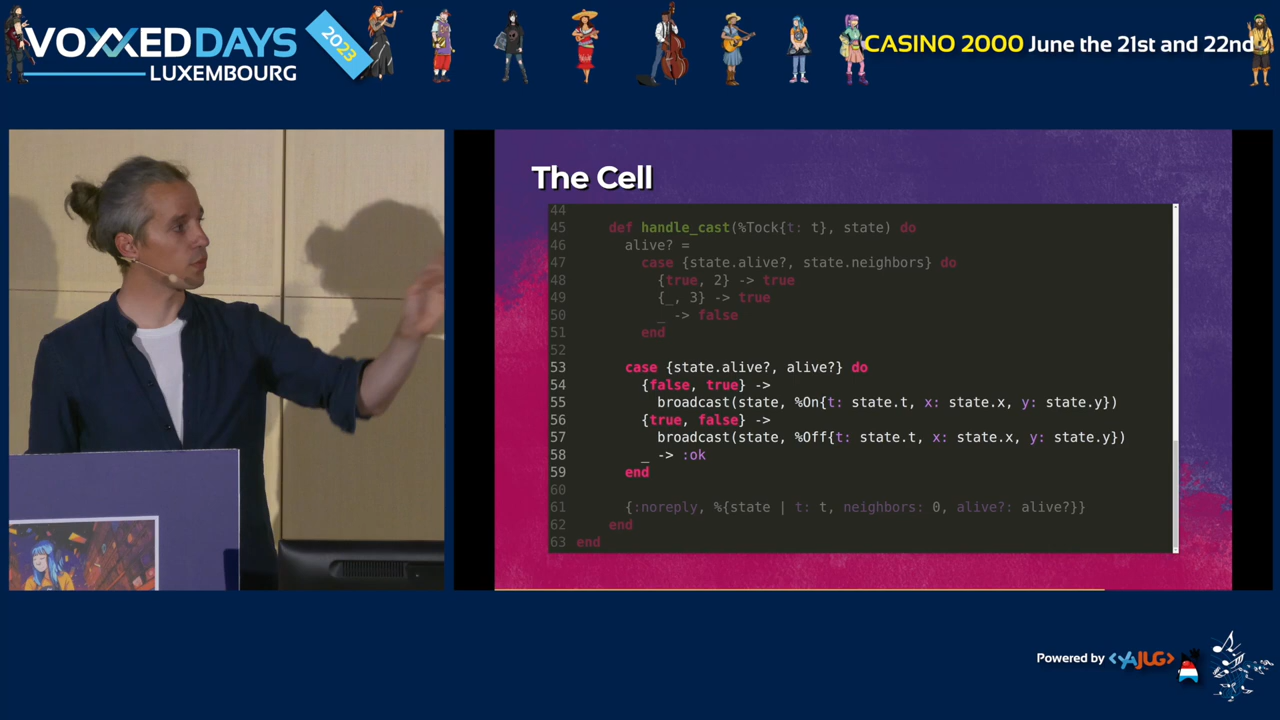 VOXXED DAYS
LUXEMBOURG
2023
CASINO 2000 June the 21st and 22nd
The Cell
44
45 def handle_cast(%Tock{t: t}, state) do
46 alive? =
47 case {state.alive?, state.neighbors} do
48 {true, 2} -> true
49 {_, 3} -> true
50 _ -> false
51 end
52
53 case {state.alive?, alive?} do
54 {false, true} ->
55 broadcast(state, %On{t: state.t, x: state.x, y: state.y})
56 {true, false} ->
57 broadcast(state, %Off{t: state.t, x: state.x, y: state.y})
58 _ -> :ok
59 end
60
61 {:noreply, %{state | t: t, neighbors: 0, alive?: alive?}}
62 end
63 end
Powered by <YAJUG>